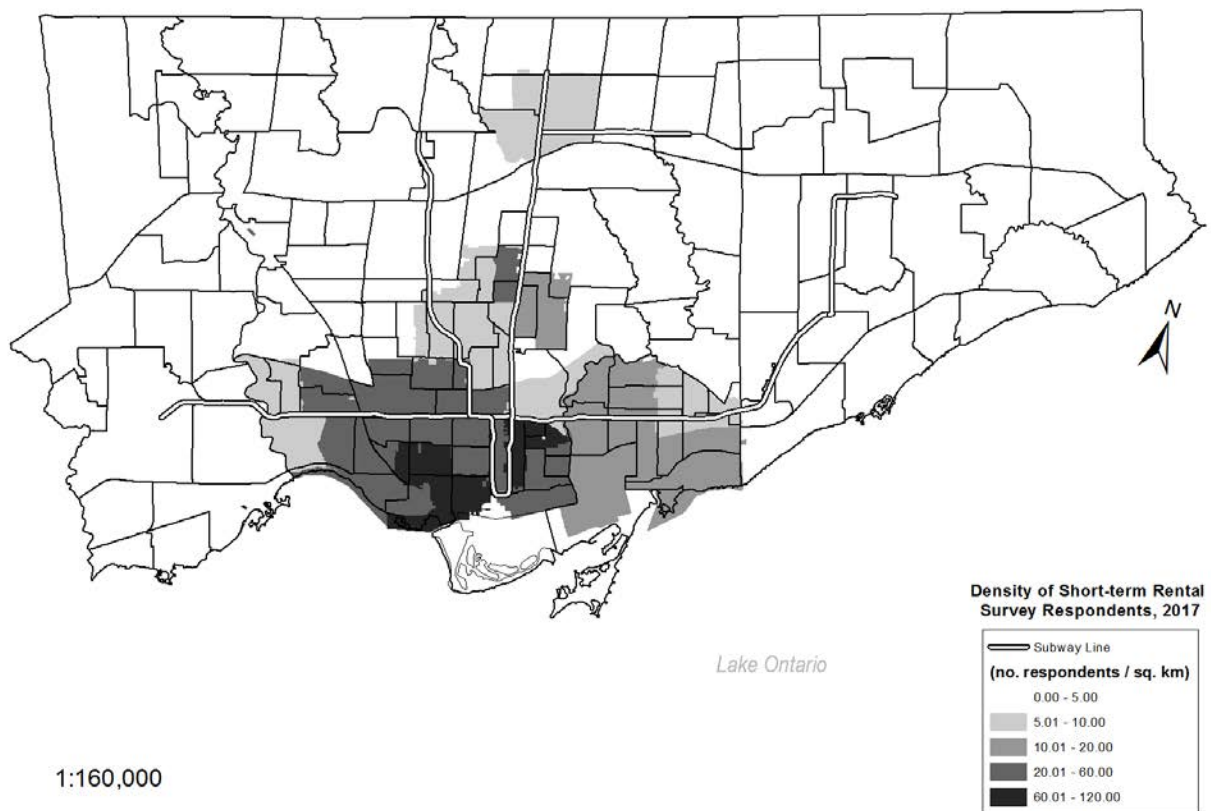 N
Density of Short-term Rental
Survey Respondents, 2017
Subway Line
(no. respondents / sq. km)
0.00 - 5.00
5.01 - 10.00
10.01 - 20.00
20.01 - 60.00
60.01 - 120.00
Lake Ontario
1:160,000